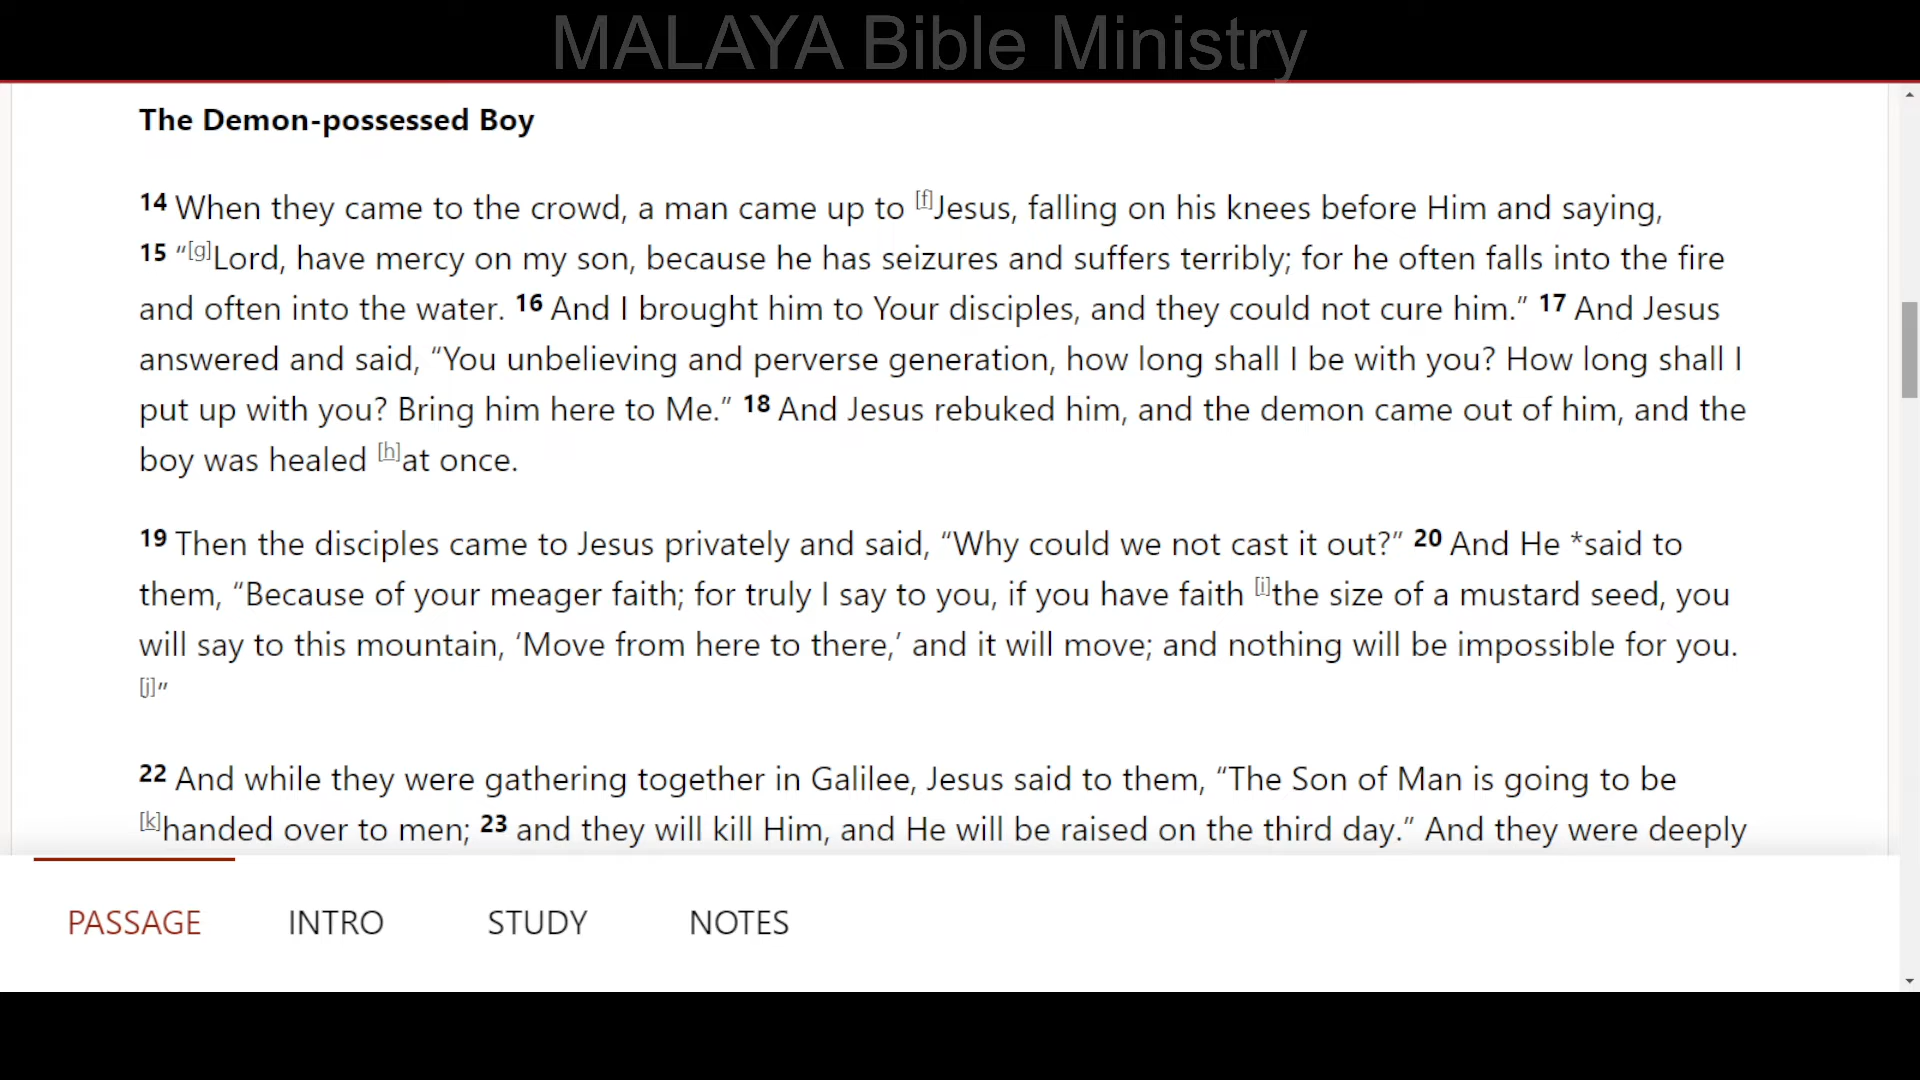 MALAYA Bible Ministry
The Demon-possessed Boy
14 When they came to the crowd, a man came up to [f]Jesus, falling on his knees before Him and saying,
15 “[g]Lord, have mercy on my son, because he has seizures and suffers terribly; for he often falls into the fire
and often into the water. 16 And I brought him to Your disciples, and they could not cure him.” 17 And Jesus
answered and said, “You unbelieving and perverse generation, how long shall I be with you? How long shall I
put up with you? Bring him here to Me.” 18 And Jesus rebuked him, and the demon came out of him, and the
boy was healed [h]at once.
19 Then the disciples came to Jesus privately and said, “Why could we not cast it out?” 20 And He *said to
them, “Because of your meager faith; for truly I say to you, if you have faith [i]the size of a mustard seed, you
will say to this mountain, ‘Move from here to there,’ and it will move; and nothing will be impossible for you.
[j]”
22 And while they were gathering together in Galilee, Jesus said to them, “The Son of Man is going to be
[k]handed over to men; 23 and they will kill Him, and He will be raised on the third day.” And they were deeply
PASSAGE INTRO STUDY NOTES